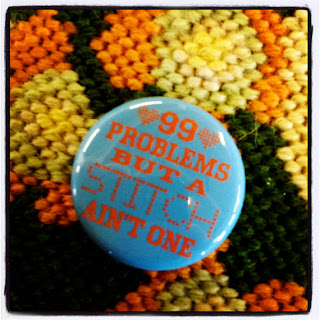 99
PROBLEMS
BUT A
STITCH
AIN'T ONE